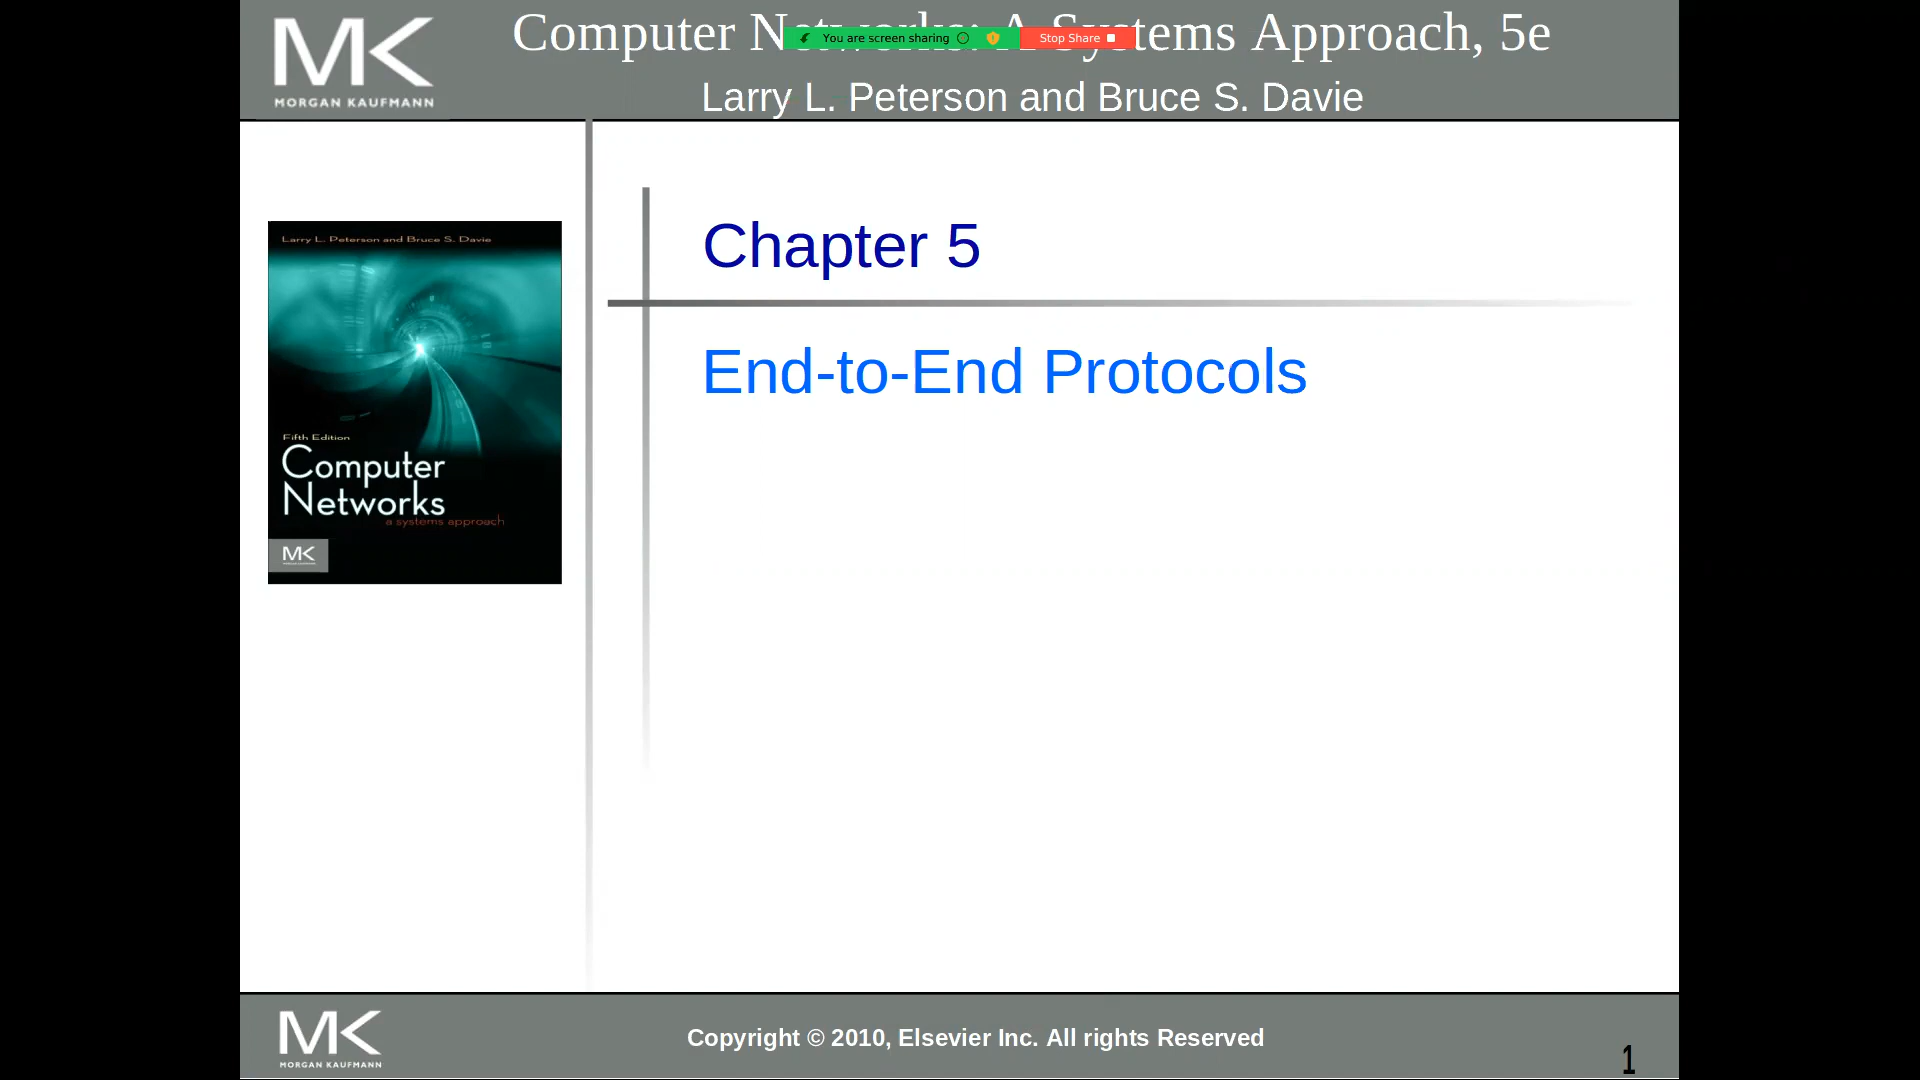 MK
MORGAN KAUFMANN
Computer Networks: A Systems Approach, 5e
You are screen sharing
Stop Share
Larry L. Peterson and Bruce S. Davie
Larry L. Peterson and Bruce S. Davie
Fifth Edition
Computer
Networks
a systems approach
MK
Chapter 5
End-to-End Protocols
MK
MORGAN KAUFMANN
Copyright © 2010, Elsevier Inc. All rights Reserved
1